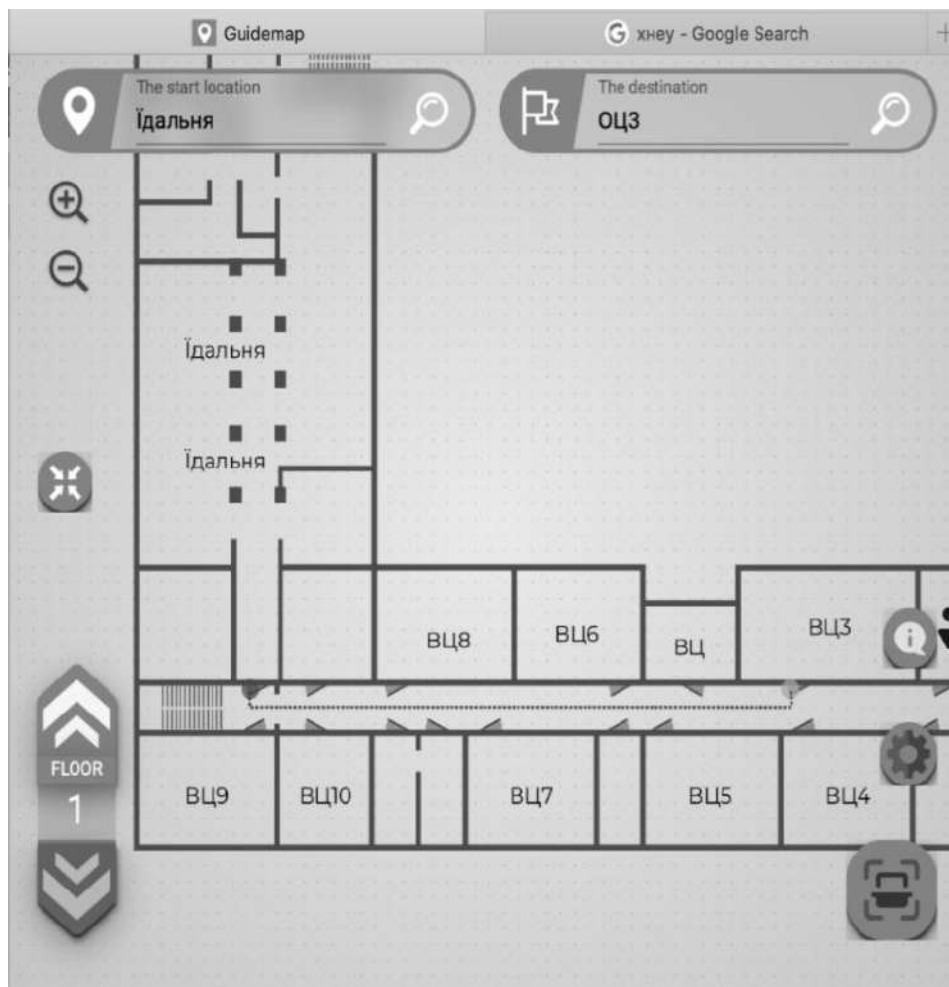 Guidemap
xнеу - Google Search
The start location
Їдальня
The destination
ОЦ3
Їдальня
Їдальня
ВЦ8
ВЦ6
ВЦ
ВЦ3
FLOOR
1
ВЦ9
ВЦ10
ВЦ7
ВЦ5
ВЦ4